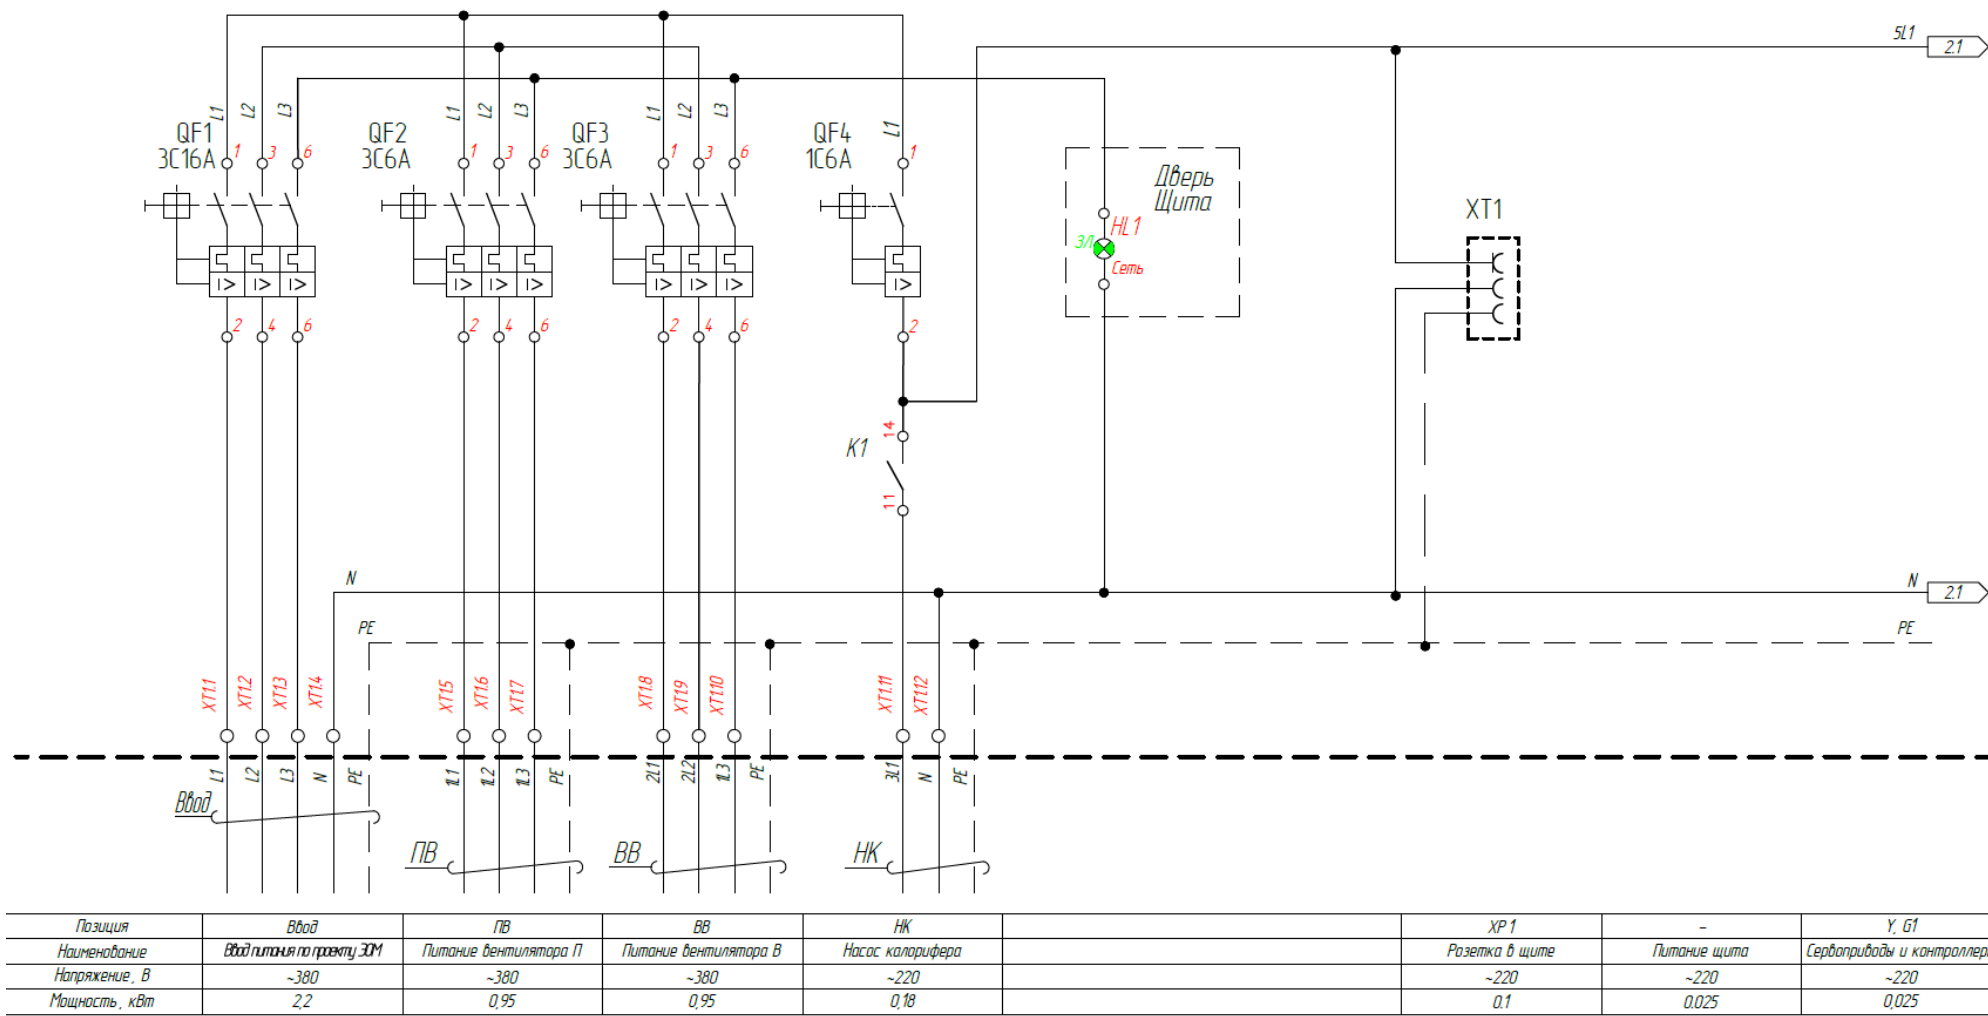 5L1
2.1
L1 L2 L3
L1 L2 L3
L1 L2 L3
L1
QF1
3C16A
1 3 6
QF2
3C6A
1 3 6
QF3
3C6A
1 3 6
QF4
1C6A
1
Дверь
Щита
HL1
ЗЛ
Сеть
XT1
I> I> I>
I> I> I>
I> I> I>
I>
2 4 6
2 4 6
2 4 6
2
14
K1
11
N
N
2.1
PE
PE
XT1.1 XT1.2 XT1.3 XT1.4
XT1.5 XT1.6 XT1.7
XT1.8 XT1.9 XT1.10
XT1.11 XT1.12
L1 L2 L3 N PE
1L1 1L2 1L3 PE
2L1 2L2 1L3 PE
3L1 N PE
Ввод
ПВ
ВВ
НК
Позиция Ввод ПВ ВВ НК XP1 - Y, G1
Наименование Ввод питания по проекту ЭОМ Питание вентилятора П Питание вентилятора В Насос калорифера Розетка в щите Питание щита Сервоприводы и контроллер
Напряжение, В ~380 ~380 ~380 ~220 ~220 ~220 ~220
Мощность, кВт 2,2 0,95 0,95 0,18 0.1 0.025 0,025